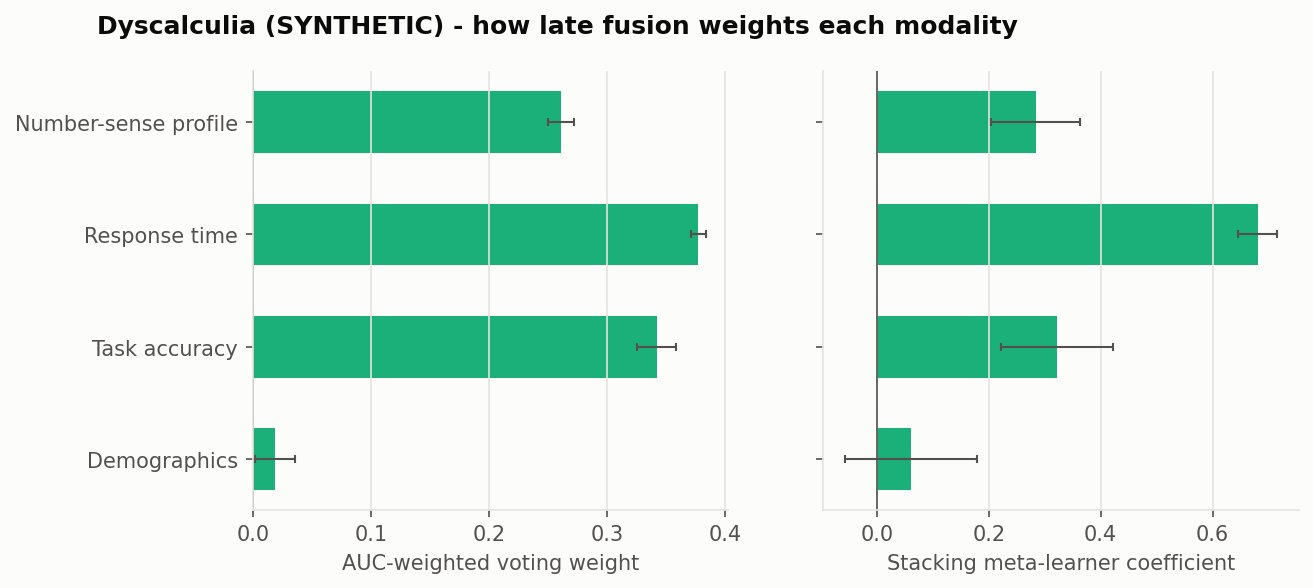 Dyscalculia (SYNTHETIC) - how late fusion weights each modality
Number-sense profile
Response time
Task accuracy
Demographics
0.0 0.1 0.2 0.3 0.4
AUC-weighted voting weight
0.0 0.2 0.4 0.6
Stacking meta-learner coefficient